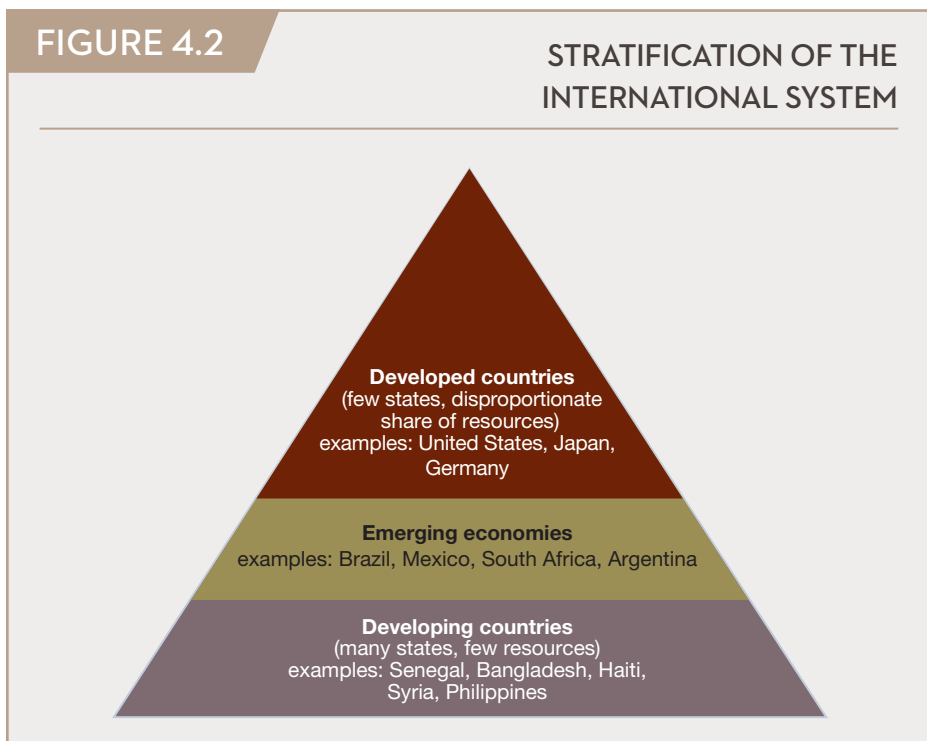 FIGURE 4.2
STRATIFICATION OF THE
INTERNATIONAL SYSTEM
Developed countries
(few states, disproportionate
share of resources)
examples: United States, Japan,
Germany
Emerging economies
examples: Brazil, Mexico, South Africa, Argentina
Developing countries
(many states, few resources)
examples: Senegal, Bangladesh, Haiti,
Syria, Philippines